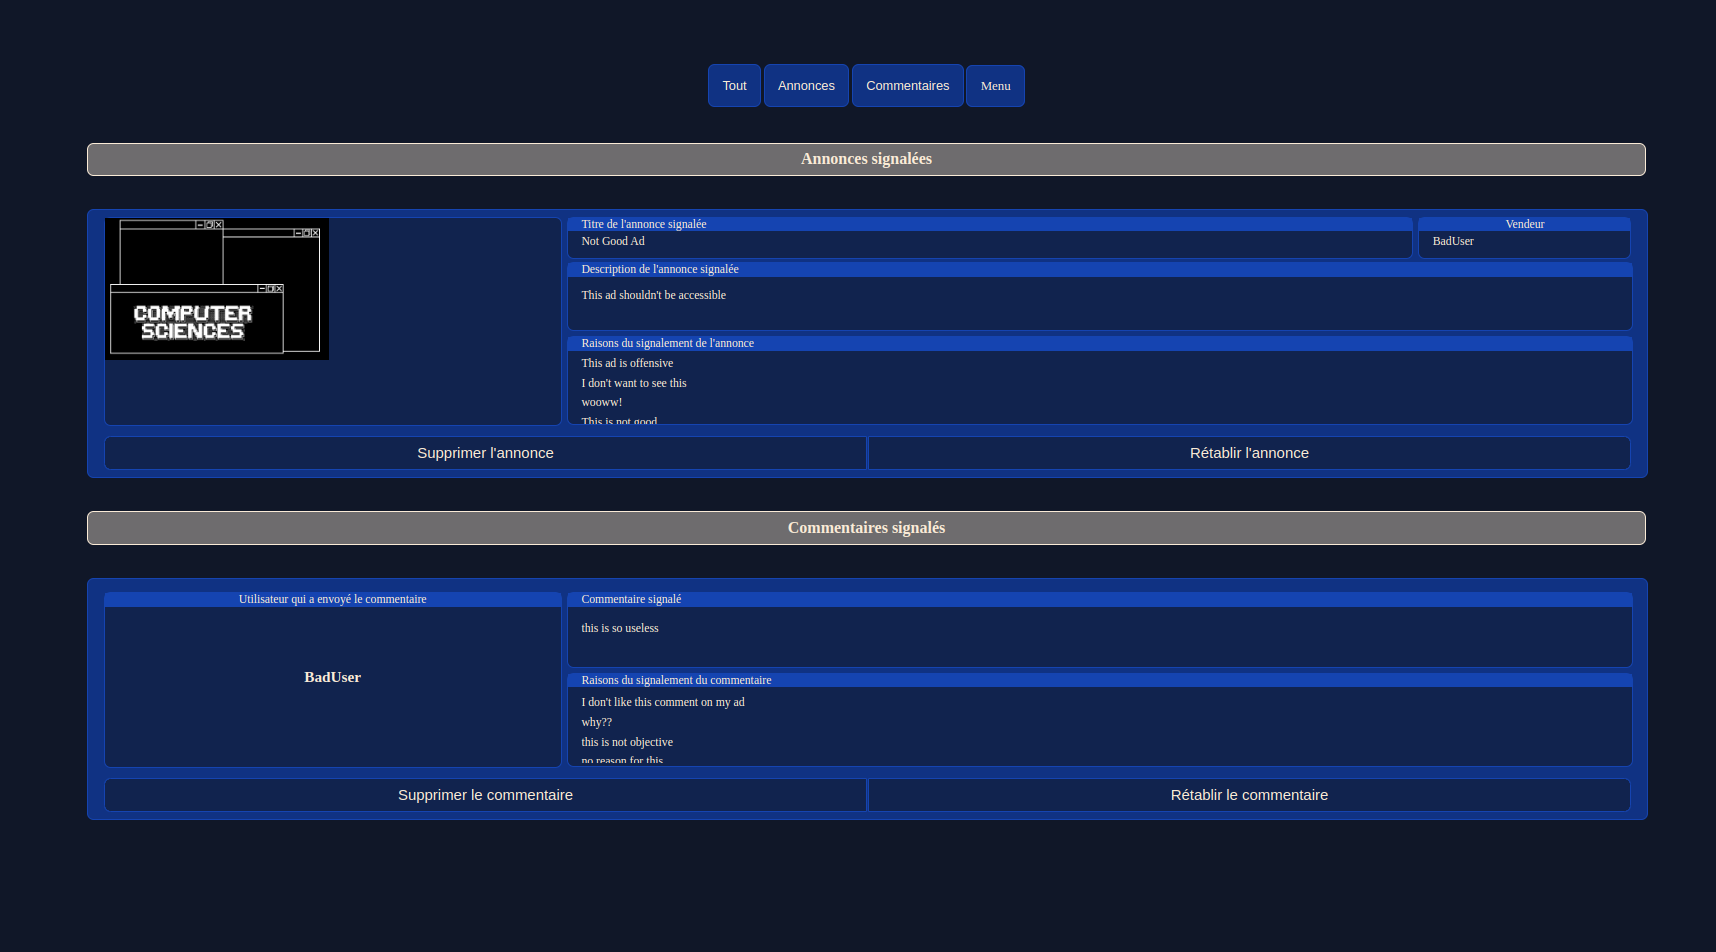 Tout Annonces Commentaires Menu
Annonces signalées
COMPUTER
SCIENCES
Titre de l'annonce signalée
Not Good Ad
Vendeur
BadUser
Description de l'annonce signalée
This ad shouldn't be accessible
Raisons du signalement de l'annonce
This ad is offensive
I don't want to see this
wooww!
This is not good
Supprimer l'annonce
Rétablir l'annonce
Commentaires signalés
Utilisateur qui a envoyé le commentaire
BadUser
Commentaire signalé
this is so useless
Raisons du signalement du commentaire
I don't like this comment on my ad
why??
this is not objective
no reason for this
Supprimer le commentaire
Rétablir le commentaire